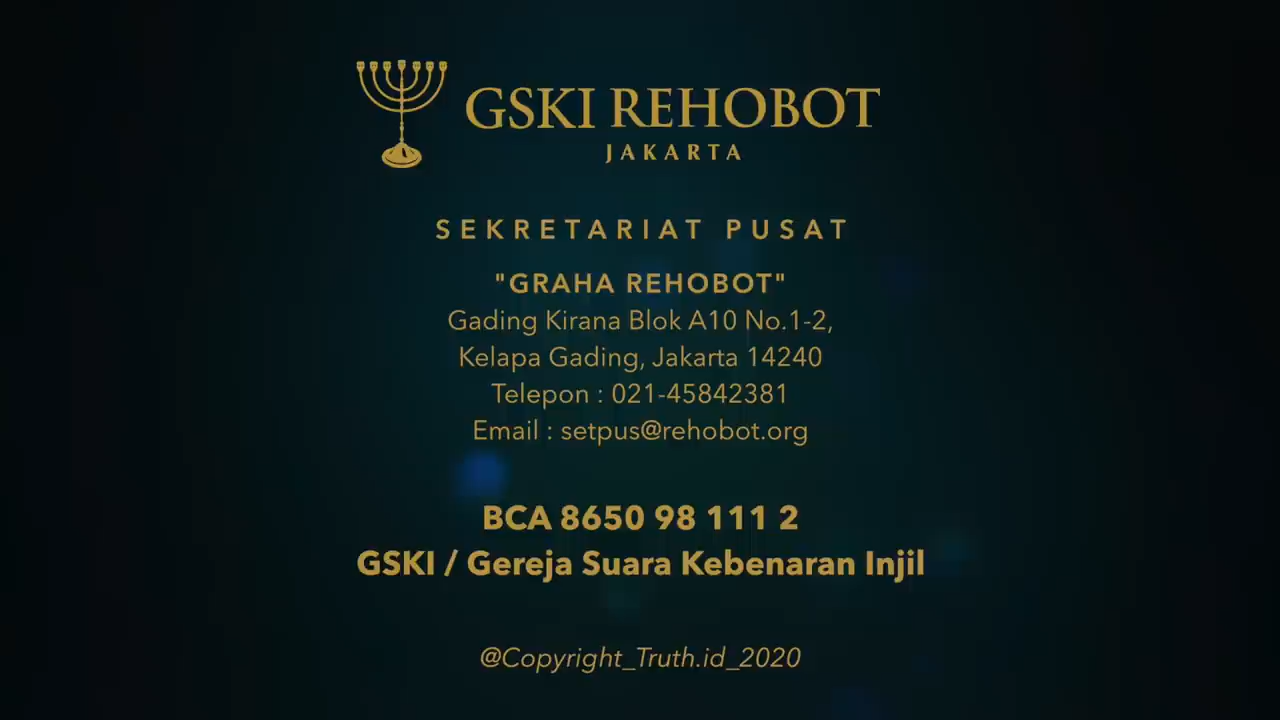 GSKI REHOBOT
JAKARTA
SEKRETARIAT PUSAT
"GRAHA REHOBOT"
Gading Kirana Blok A10 No.1-2,
Kelapa Gading, Jakarta 14240
Telepon : 021-45842381
Email : setpus@rehobot.org
BCA 8650 98 111 2
GSKI / Gereja Suara Kebenaran Injil
@Copyright_Truth.id_2020